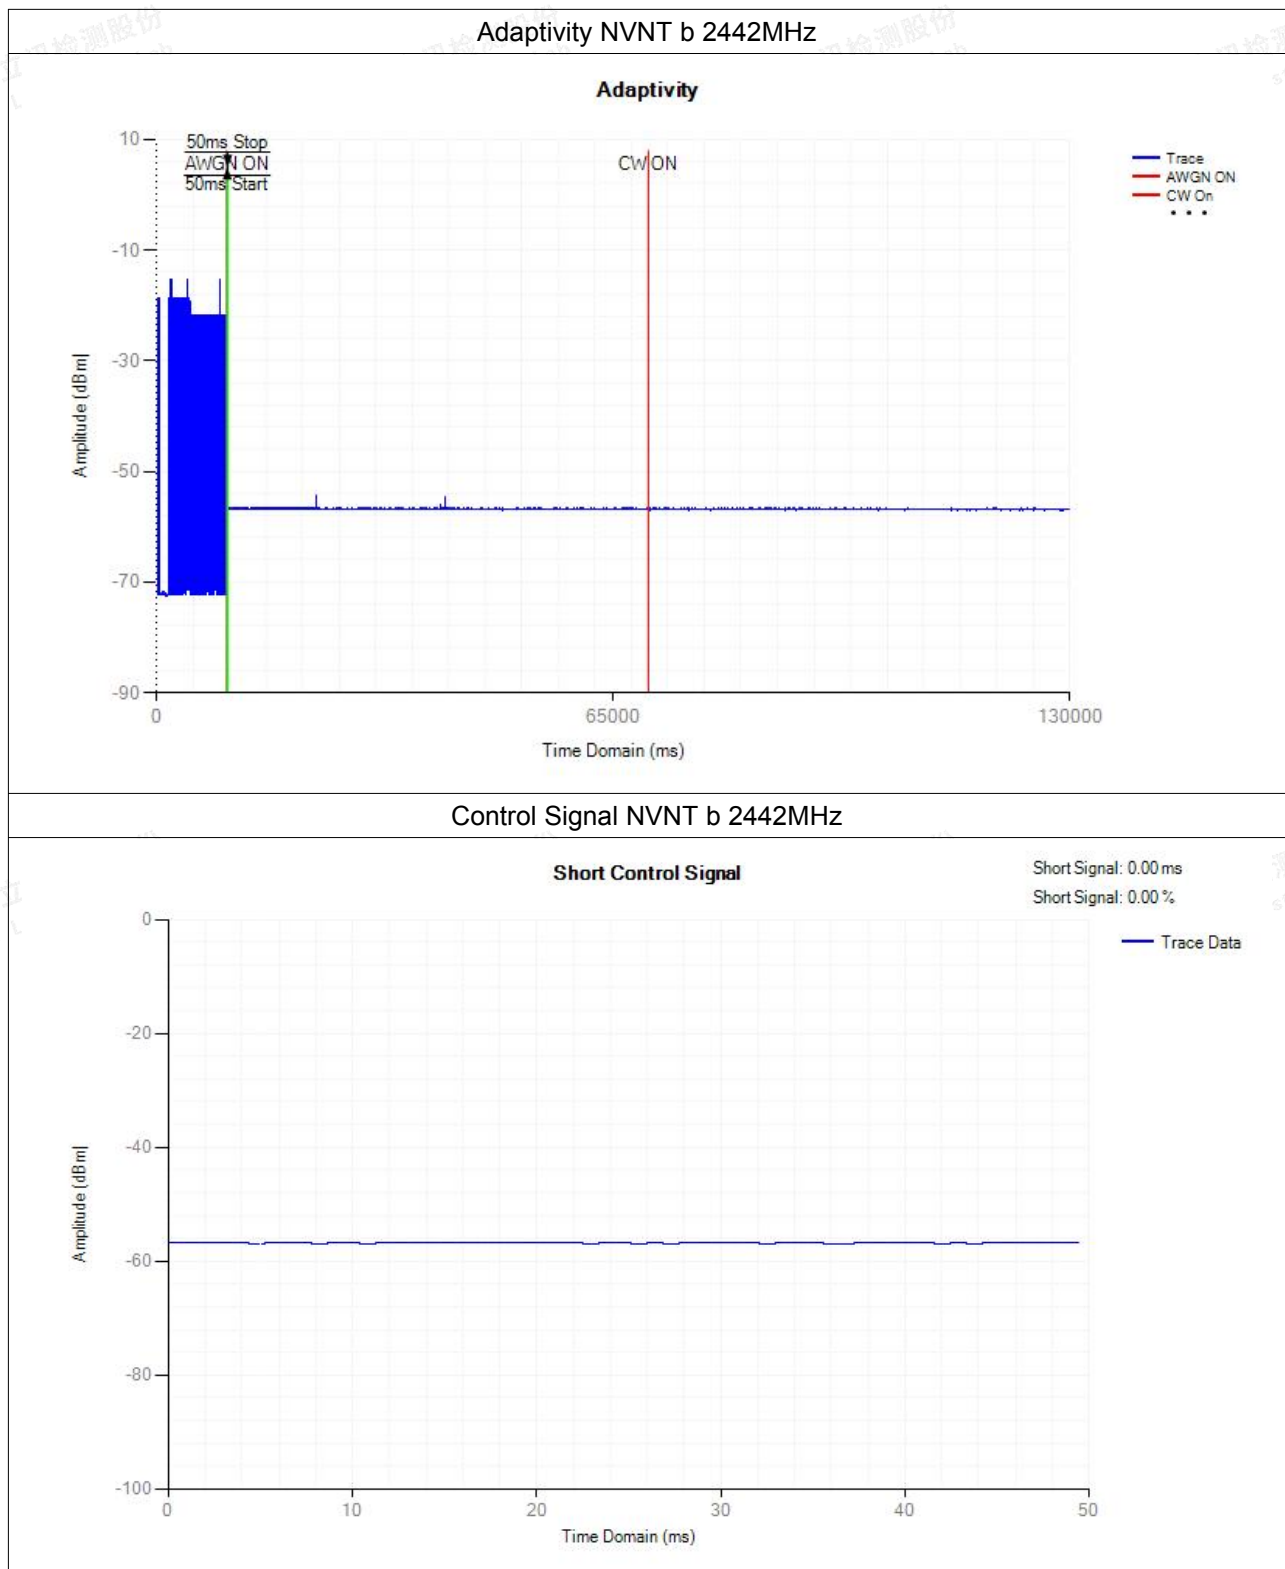 Adaptivity NVNT b 2442MHz
Adaptivity
10
-10
-30
-50
-70
-90
Amplitude (dBm)
50ms Stop
AWGN ON
50ms Start
CW ON
Trace
AWGN ON
CW On
0
65000
130000
Time Domain (ms)
Control Signal NVNT b 2442MHz
Short Control Signal
Short Signal: 0.00 ms
Short Signal: 0.00 %
Trace Data
0
-20
-40
-60
-80
-100
Amplitude (dBm)
0
10
20
30
40
50
Time Domain (ms)